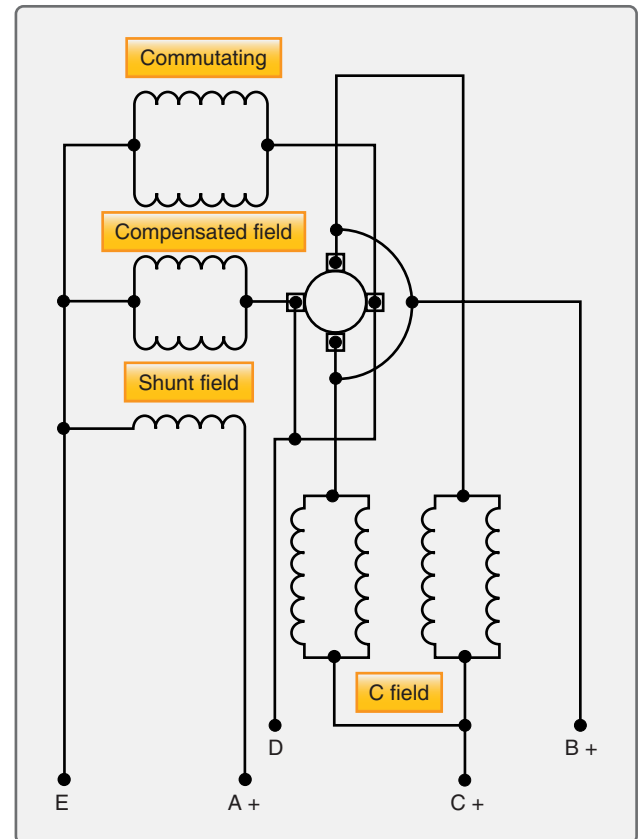 Commutating
Compensated field
Shunt field
C field
D
B +
E
A +
C +